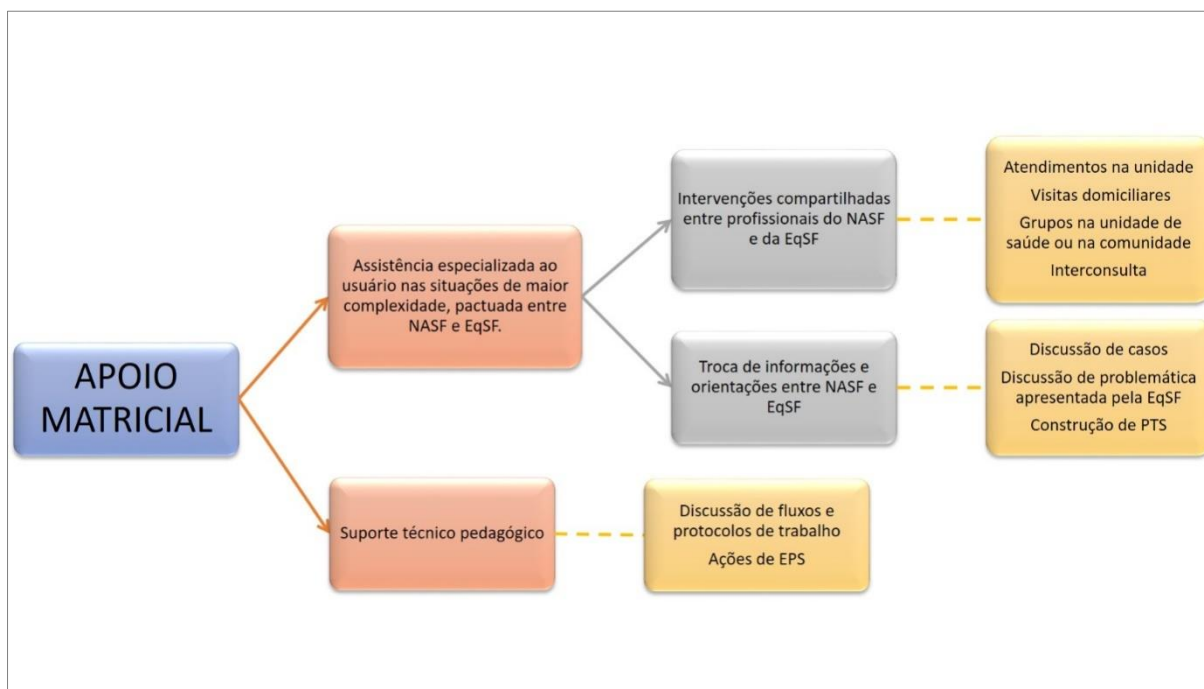 APOIO
MATRICIAL
Assistência especializada ao
usuário nas situações de maior
complexidade, pactuada entre
NASF e EqSF.
Suporte técnico pedagógico
Intervenções compartilhadas
entre profissionais do NASF
e da EqSF
Troca de informações e
orientações entre NASF e
EqSF
Discussão de fluxos e
protocolos de trabalho
Ações de EPS
Atendimentos na unidade
Visitas domiciliares
Grupos na unidade de
saúde ou na comunidade
Interconsulta
Discussão de casos
Discussão de problemática
apresentada pela EqSF
Construção de PTS